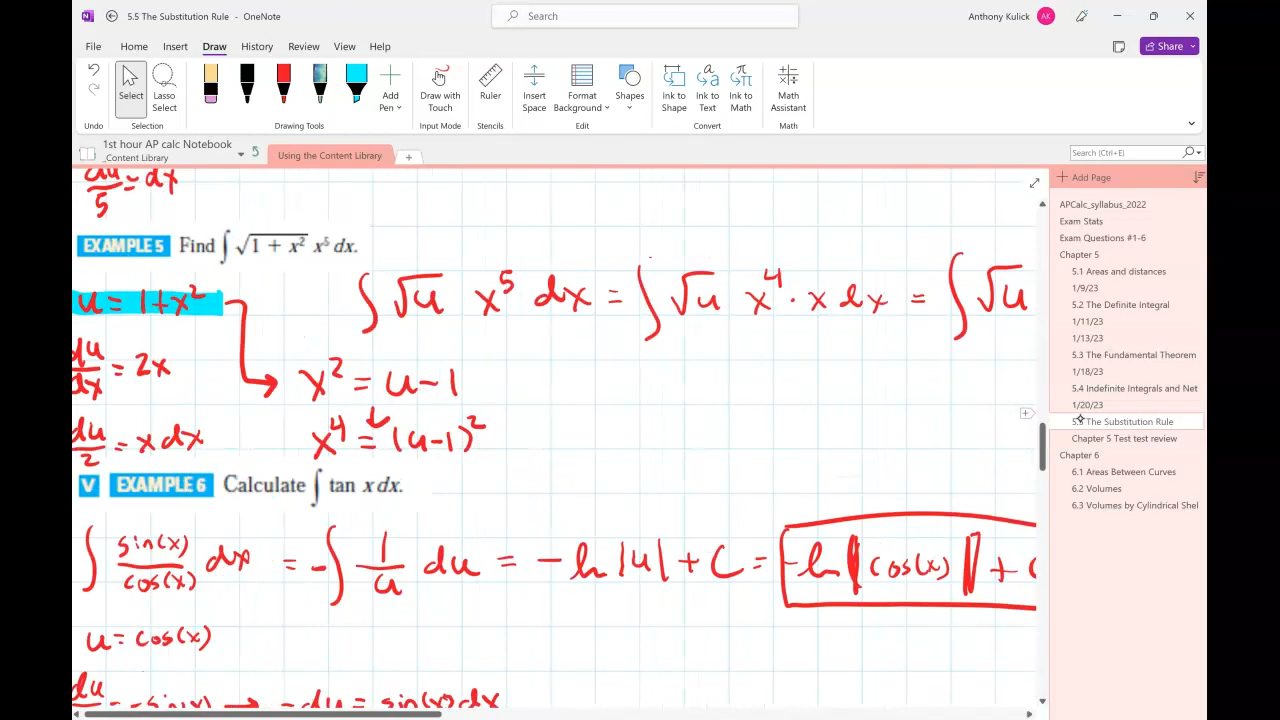 5.5 The Substitution Rule - OneNote
Search
Anthony Kulick
AK
File Home Insert Draw History Review View Help
Share
Select
Lasso Select
Add Pen
Draw with Touch
Ruler
Insert Space
Format Background
Shapes
Ink to Shape
Ink to Text
Ink to Math
Math Assistant
Undo Selection Drawing Tools Input Mode Stencils Edit Convert Math
1st hour AP calc Notebook
_Content Library
5
Using the Content Library
+
Search (Ctrl+E)
Add Page
APCalc_syllabus_2022
Exam Stats
Exam Questions #1-6
Chapter 5
5.1 Areas and distances
1/9/23
5.2 The Definite Integral
1/11/23
1/13/23
5.3 The Fundamental Theorem
1/18/23
5.4 Indefinite Integrals and Net
1/20/23
5.5 The Substitution Rule
Chapter 5 Test test review
Chapter 6
6.1 Areas Between Curves
6.2 Volumes
6.3 Volumes by Cylindrical Shel
du/5 = dx
EXAMPLE 5 Find ∫ √(1 + x²) x⁵ dx.
u = 1+x²
∫ √u x⁵ dx = ∫ √u x⁴ · x dx = ∫ √u
du/dx = 2x
x² = u-1
du/2 = x dx
x⁴ = (u-1)²
V EXAMPLE 6 Calculate ∫ tan x dx.
∫ sin(x)/cos(x) dx = -∫ 1/u du = -ln|u| + C = -ln|cos(x)| + C
u = cos(x)
du/ = -sin(x) → -du = sin(x)dx